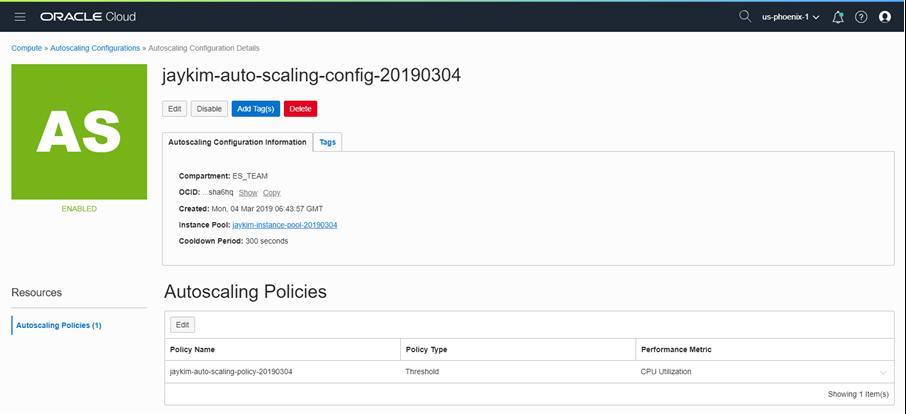 ORACLE Cloud
us-phoenix-1
Compute » Autoscaling Configurations » Autoscaling Configuration Details
AS
ENABLED
jaykim-auto-scaling-config-20190304
Edit Disable Add Tag(s) Delete
Autoscaling Configuration Information Tags
Compartment: ES_TEAM
OCID: ...sha6hq Show Copy
Created: Mon, 04 Mar 2019 06:43:57 GMT
Instance Pool: jaykim-instance-pool-20190304
Cooldown Period: 300 seconds
Resources
Autoscaling Policies (1)
Autoscaling Policies
Edit
Policy Name Policy Type Performance Metric
jaykim-auto-scaling-policy-20190304 Threshold CPU Utilization
Showing 1 Item(s)